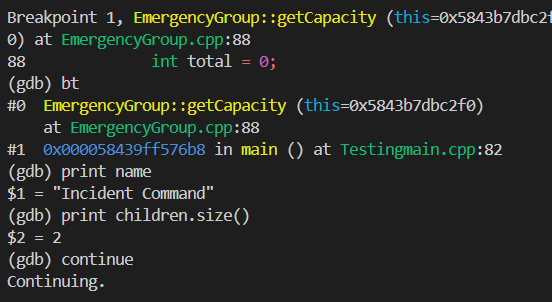 Breakpoint 1, EmergencyGroup::getCapacity (this=0x5843b7dbc2f
0) at EmergencyGroup.cpp:88
88          int total = 0;
(gdb) bt
#0  EmergencyGroup::getCapacity (this=0x5843b7dbc2f0)
    at EmergencyGroup.cpp:88
#1  0x000058439ff576b8 in main () at Testingmain.cpp:82
(gdb) print name
$1 = "Incident Command"
(gdb) print children.size()
$2 = 2
(gdb) continue
Continuing.